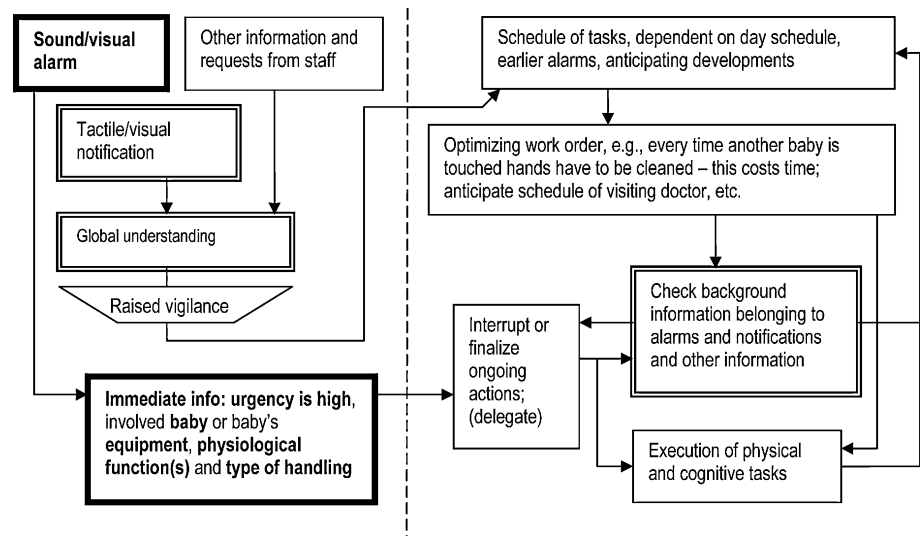 Sound/visual
alarm
Other information and
requests from staff
Tactile/visual
notification
Global understanding
Raised vigilance
Immediate info: urgency is high,
involved baby or baby's
equipment, physiological
function(s) and type of handling
Schedule of tasks, dependent on day schedule,
earlier alarms, anticipating developments
Optimizing work order, e.g., every time another baby is
touched hands have to be cleaned – this costs time;
anticipate schedule of visiting doctor, etc.
Interrupt or
finalize
ongoing
actions;
(delegate)
Check background
information belonging to
alarms and notifications
and other information
Execution of physical
and cognitive tasks